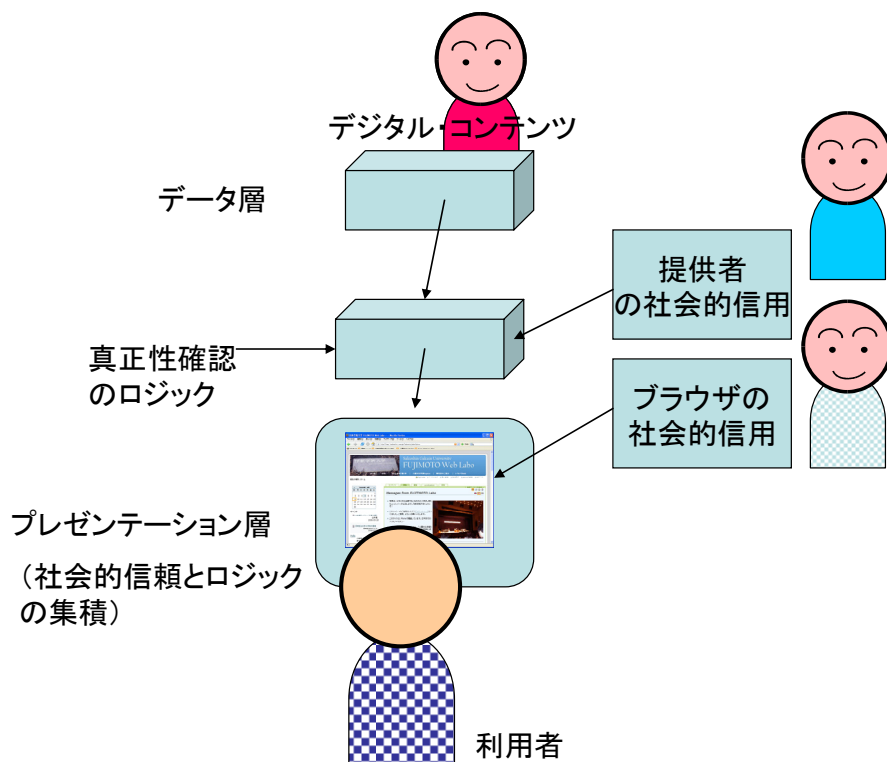 デジタル・コンテンツ
データ層
提供者
の社会的信用
真正性確認
のロジック
ブラウザの
社会的信用
FUJIMOTO Web Labo
プレゼンテーション層
（社会的信頼とロジック
の集積）
利用者